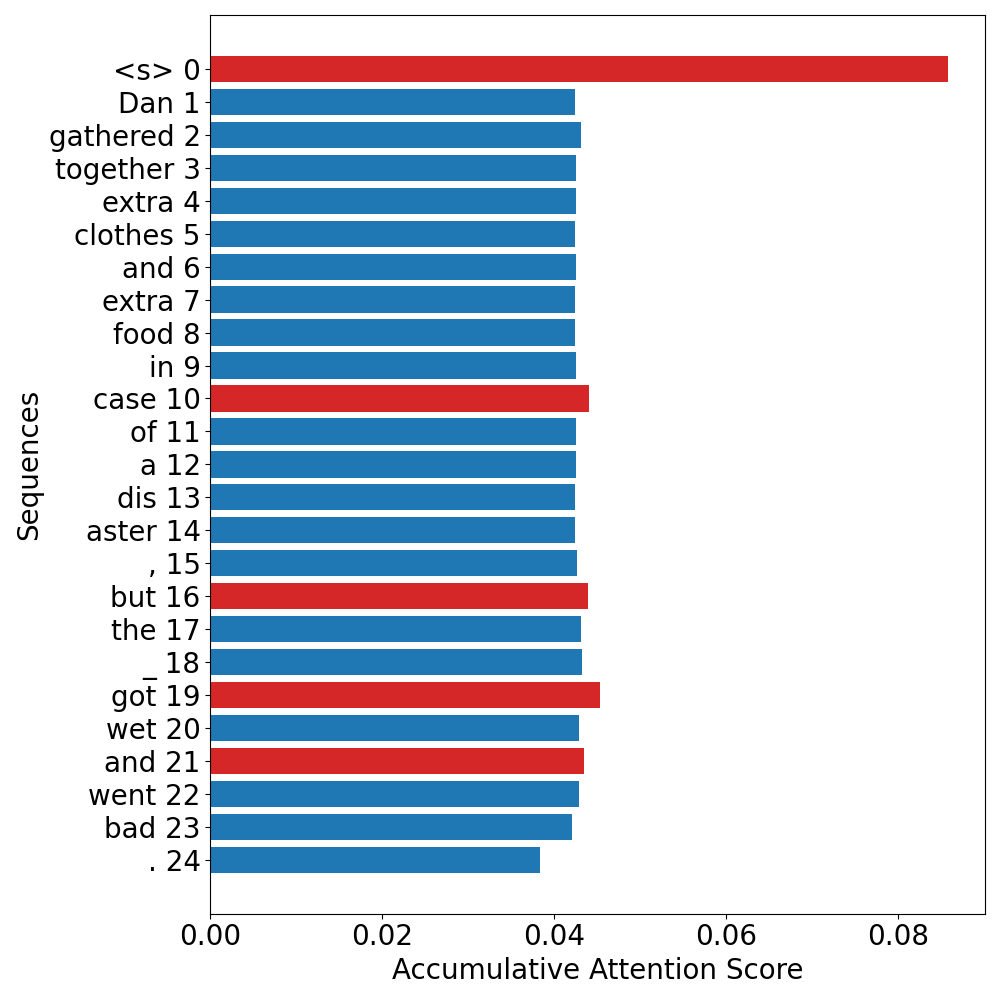 <s> 0
Dan 1
gathered 2
together 3
extra 4
clothes 5
and 6
extra 7
food 8
in 9
case 10
of 11
a 12
dis 13
aster 14
, 15
but 16
the 17
_ 18
got 19
wet 20
and 21
went 22
bad 23
. 24
Sequences
0.00 0.02 0.04 0.06 0.08
Accumulative Attention Score